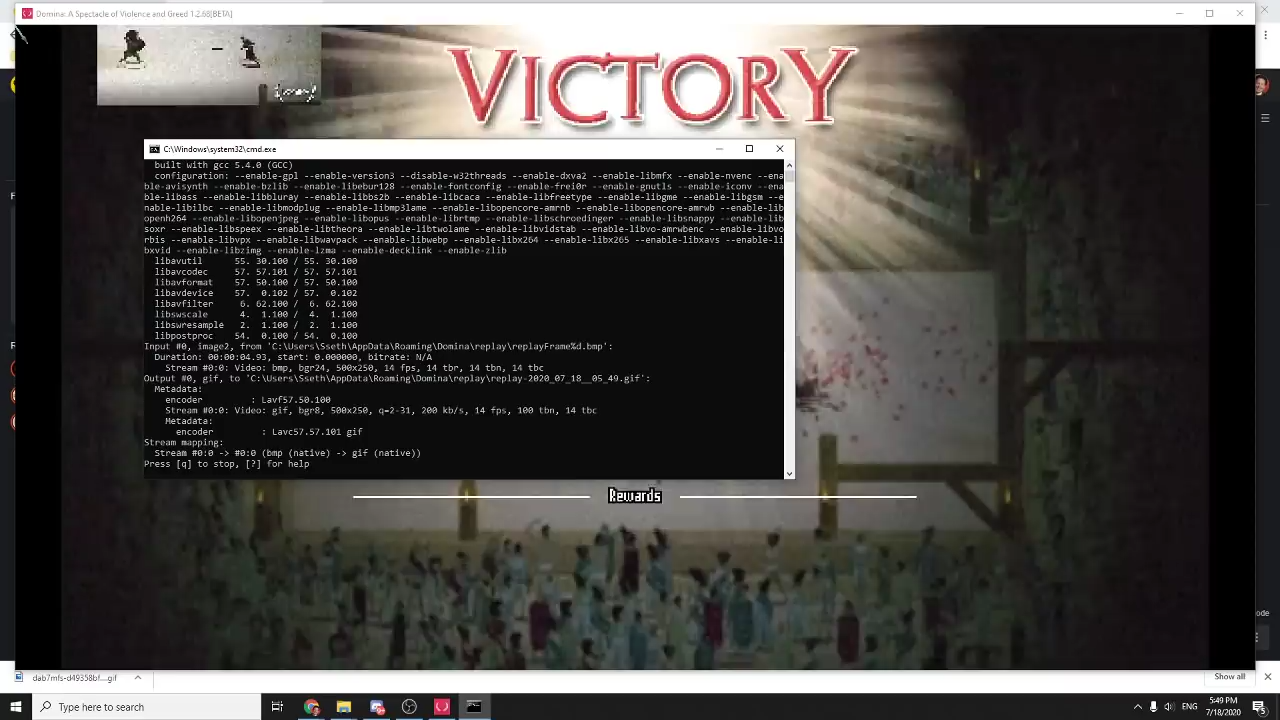 Domina: A Spectacle of Violence and Greed 1.2.68[BETA]
VICTORY
C:\Windows\system32\cmd.exe
built with gcc 5.4.0 (GCC)
configuration: --enable-gpl --enable-version3 --disable-w32threads --enable-dxva2 --enable-libmfx --enable-nvenc --ena
ble-avisynth --enable-bzlib --enable-libebur128 --enable-fontconfig --enable-frei0r --enable-gnutls --enable-iconv --ena
ble-libass --enable-libbluray --enable-libbs2b --enable-libcaca --enable-libfreetype --enable-libgme --enable-libgsm --e
nable-libilbc --enable-libmodplug --enable-libmp3lame --enable-libopencore-amrnb --enable-libopencore-amrwb --enable-lib
openh264 --enable-libopenjpeg --enable-libopus --enable-librtmp --enable-libschroedinger --enable-libsnappy --enable-lib
soxr --enable-libspeex --enable-libtheora --enable-libtwolame --enable-libvidstab --enable-libvo-amrwbenc --enable-libvo
rbis --enable-libvpx --enable-libwavpack --enable-libwebp --enable-libx264 --enable-libx265 --enable-libxavs --enable-li
bxvid --enable-libzimg --enable-lzma --enable-decklink --enable-zlib
libavutil 55. 30.100 / 55. 30.100
libavcodec 57. 57.101 / 57. 57.101
libavformat 57. 50.100 / 57. 50.100
libavdevice 57. 0.102 / 57. 0.102
libavfilter 6. 62.100 / 6. 62.100
libswscale 4. 1.100 / 4. 1.100
libswresample 2. 1.100 / 2. 1.100
libpostproc 54. 0.100 / 54. 0.100
Input #0, image2, from 'C:\Users\Sseth\AppData\Roaming\Domina\replay\replayFrame%d.bmp':
Duration: 00:00:04.93, start: 0.000000, bitrate: N/A
Stream #0:0: Video: bmp, bgr24, 500x250, 14 fps, 14 tbr, 14 tbn, 14 tbc
Output #0, gif, to 'C:\Users\Sseth\AppData\Roaming\Domina\replay\replay-2020_07_18__05_49.gif':
Metadata:
encoder : Lavf57.50.100
Stream #0:0: Video: gif, bgr8, 500x250, q=2-31, 200 kb/s, 14 fps, 100 tbn, 14 tbc
Metadata:
encoder : Lavc57.57.101 gif
Stream mapping:
Stream #0:0 -> #0:0 (bmp (native) -> gif (native))
Press [q] to stop, [?] for help
Rewards
ode
dab7mfs-d49358bf....gif
Show all
Type here to search
ENG
5:49 PM
7/18/2020